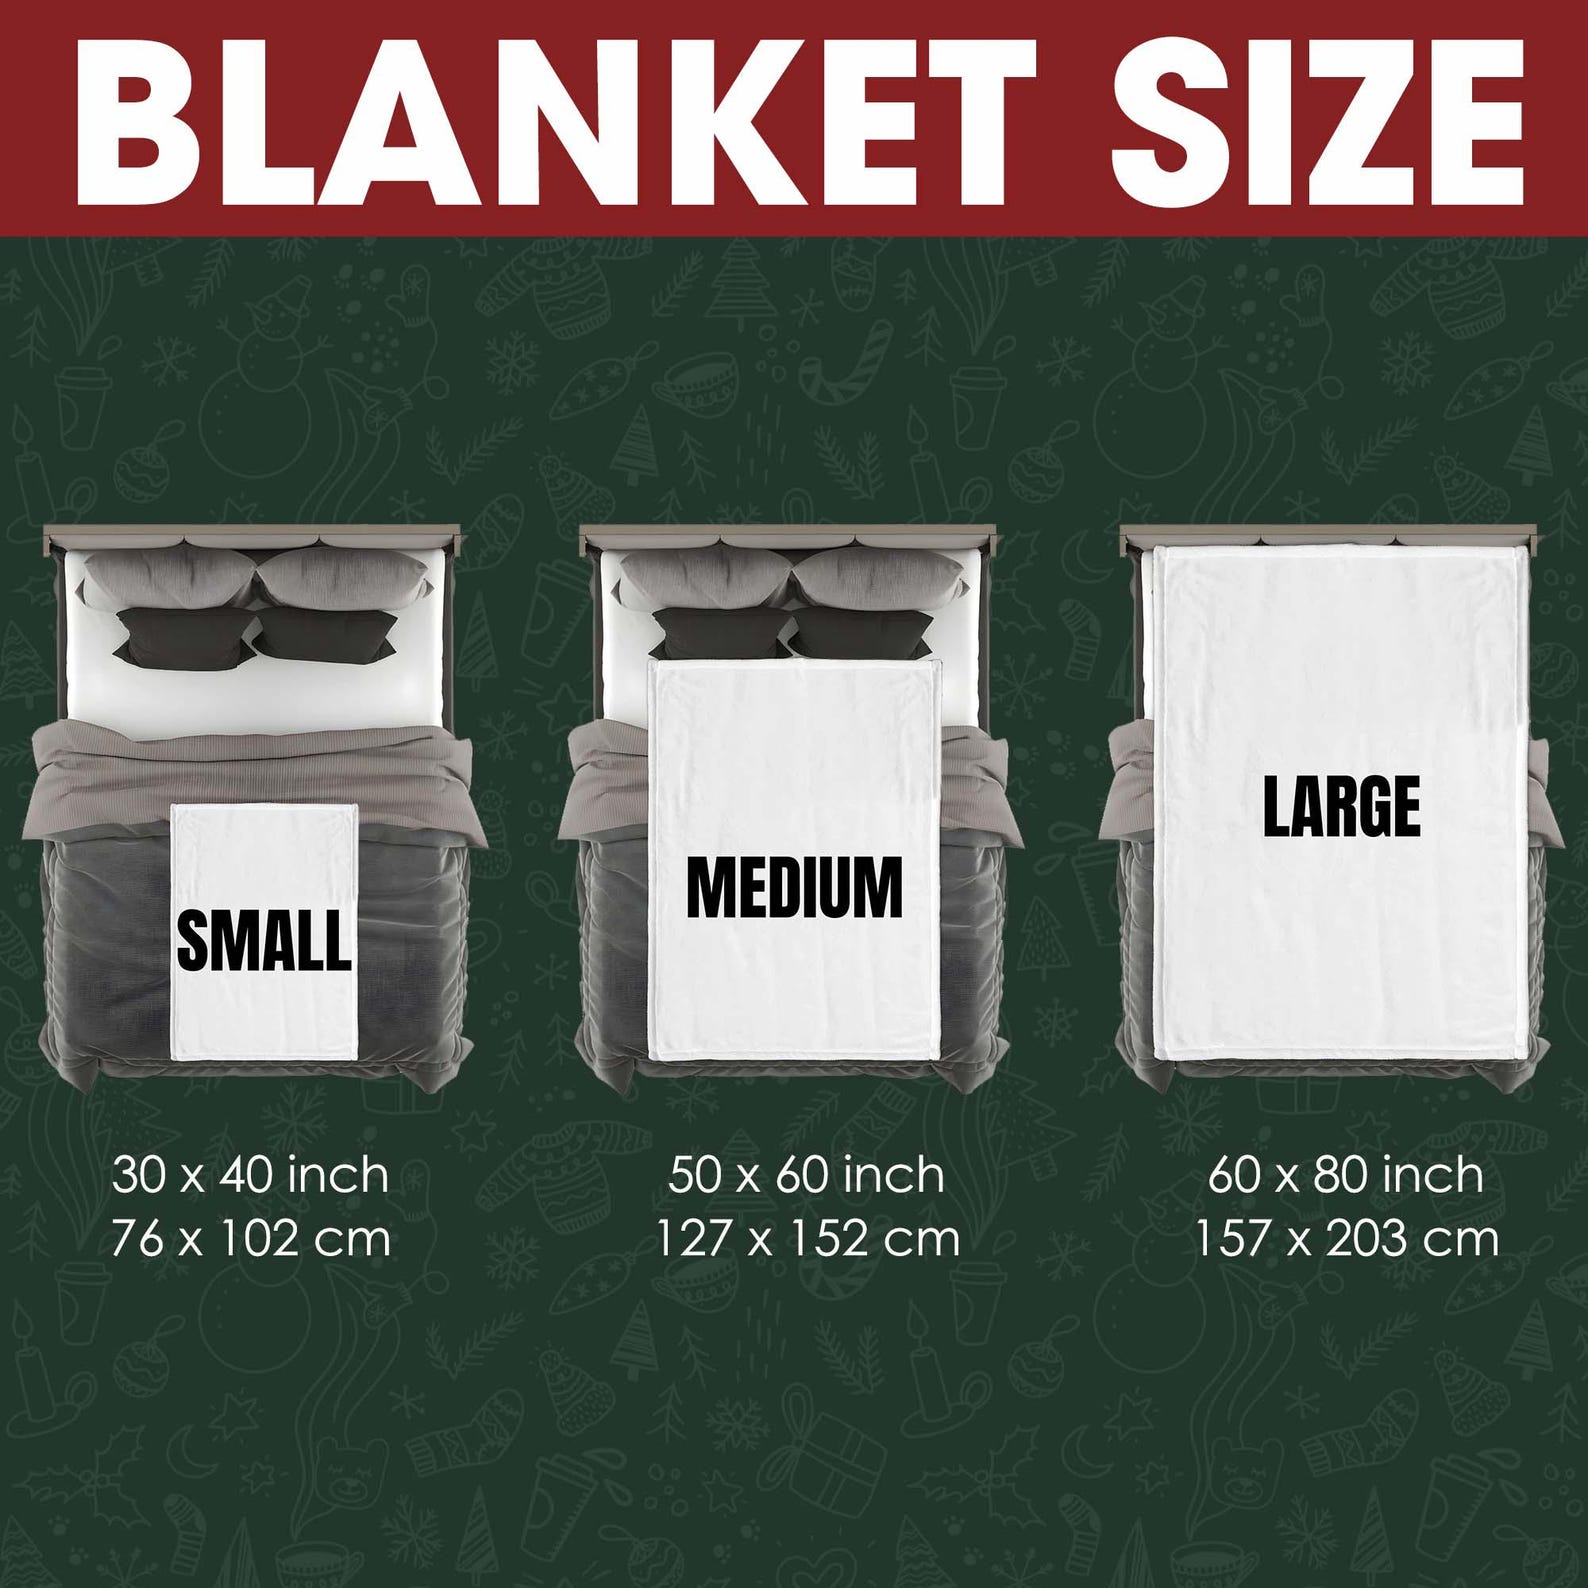 BLANKET SIZE
SMALL
MEDIUM
LARGE
30 x 40 inch
76 x 102 cm
50 x 60 inch
127 x 152 cm
60 x 80 inch
157 x 203 cm